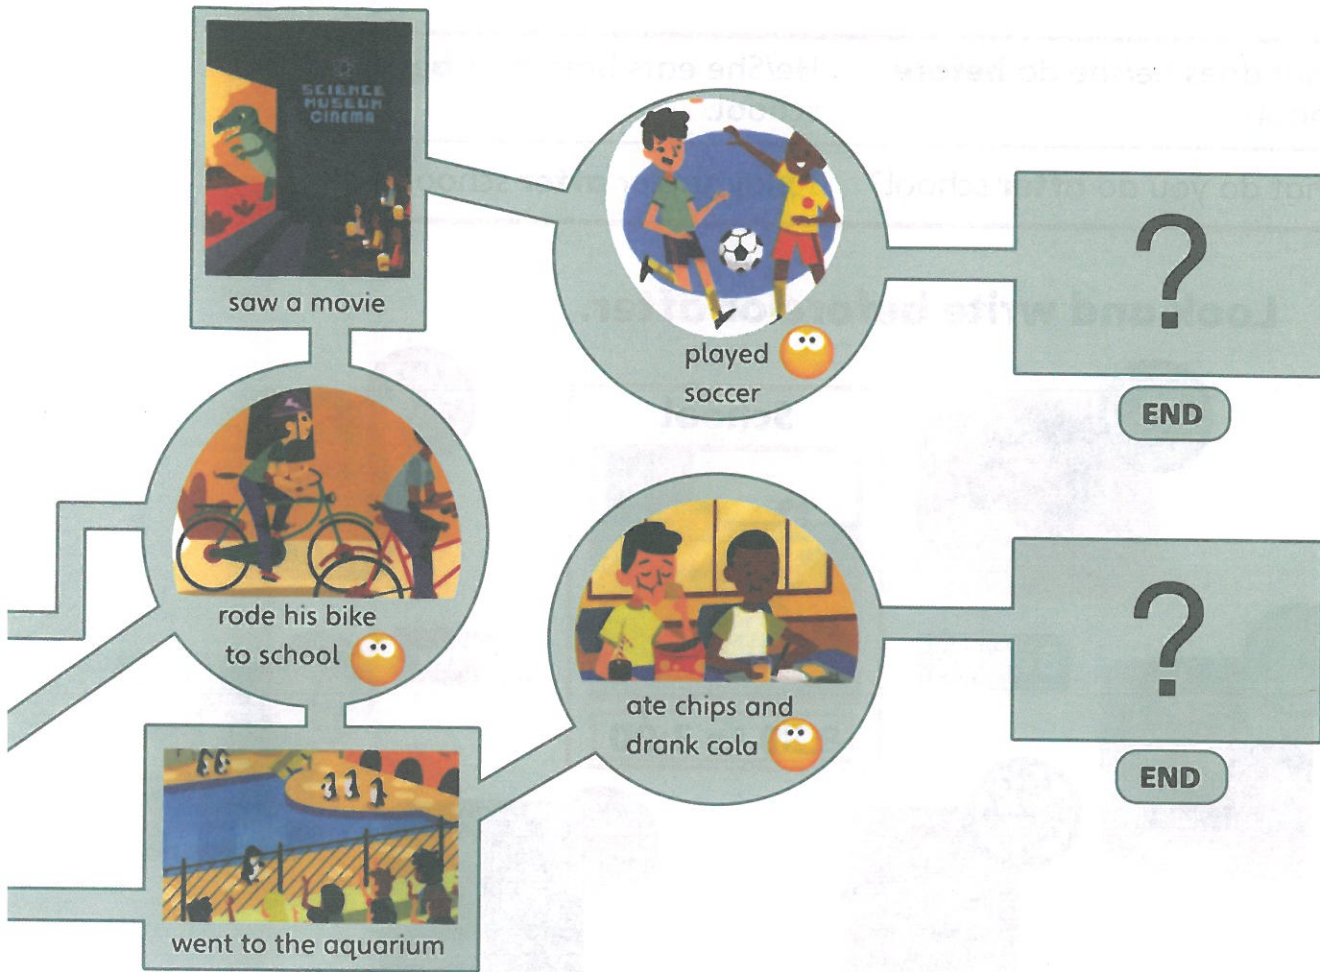 SCIENCE
MUSEUM
CINEMA
saw a movie
played
soccer
?
END
rode his bike
to school
ate chips and
drank cola
?
END
went to the aquarium